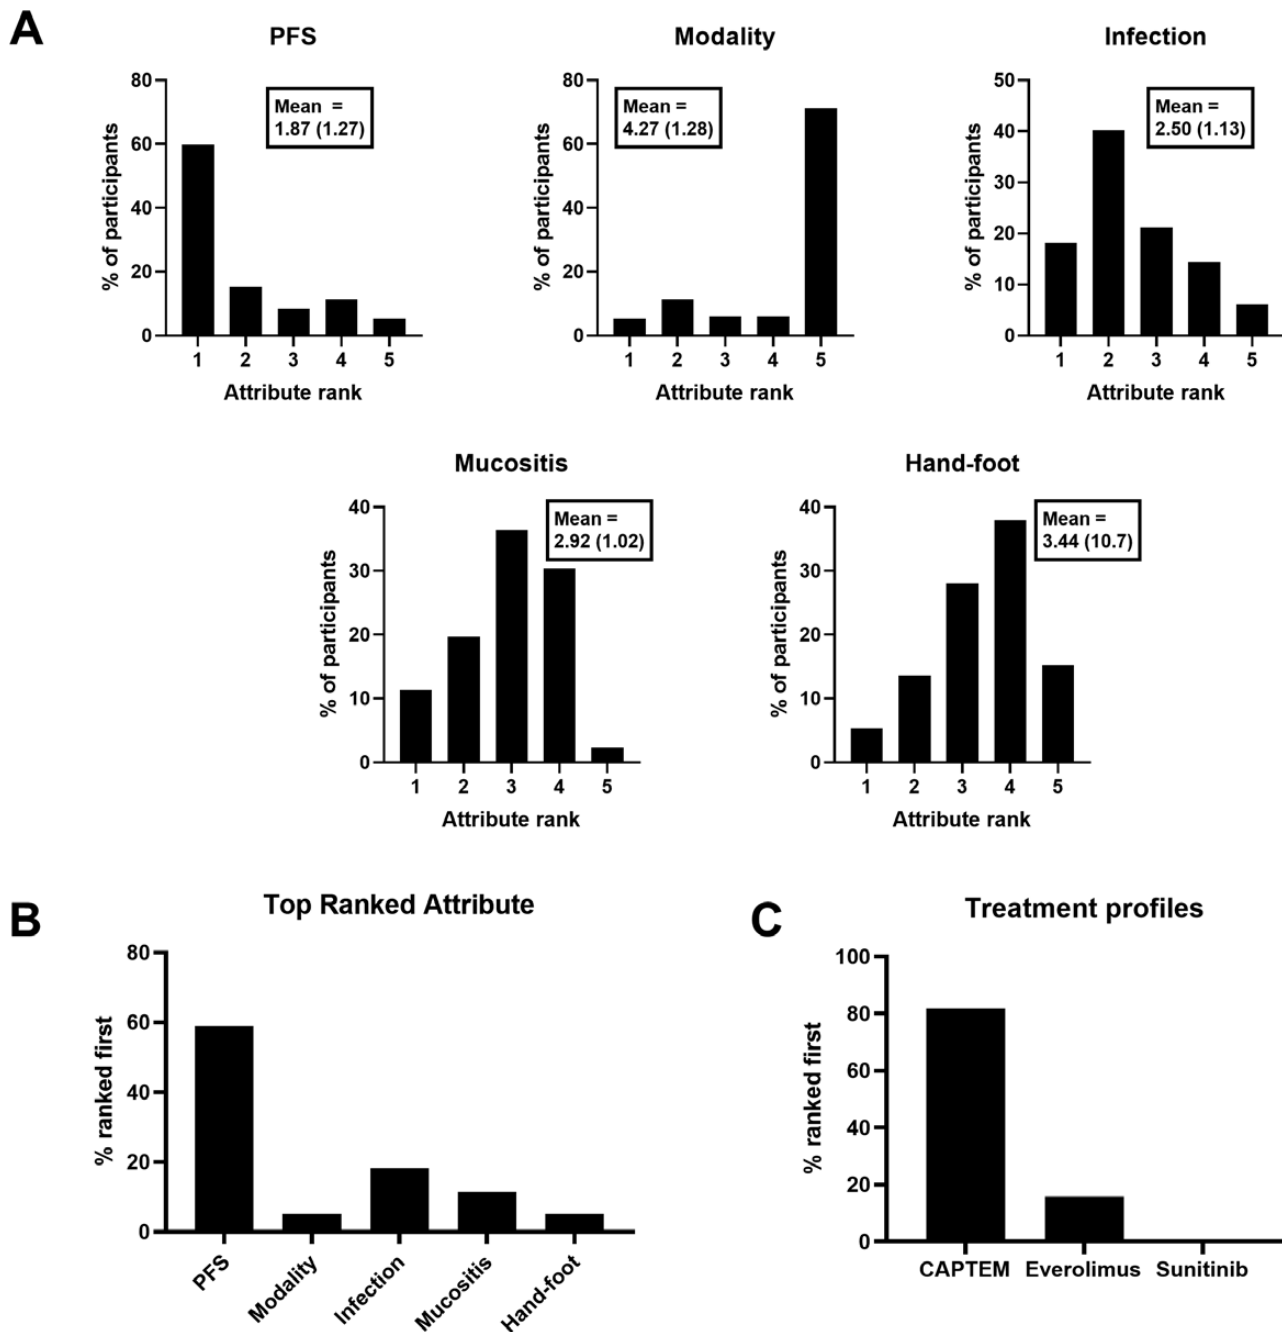 A
PFS
Mean =
1.87 (1.27)
% of participants
80
60
40
20
0
1 2 3 4 5
Attribute rank
Modality
Mean =
4.27 (1.28)
% of participants
80
60
40
20
0
1 2 3 4 5
Attribute rank
Infection
Mean =
2.50 (1.13)
% of participants
50
40
30
20
10
0
1 2 3 4 5
Attribute rank
Mucositis
Mean =
2.92 (1.02)
% of participants
40
30
20
10
0
1 2 3 4 5
Attribute rank
Hand-foot
Mean =
3.44 (10.7)
% of participants
40
30
20
10
0
1 2 3 4 5
Attribute rank
B
Top Ranked Attribute
% ranked first
80
60
40
20
0
PFS
Modality
Infection
Mucositis
Hand-foot
C
Treatment profiles
% ranked first
100
80
60
40
20
0
CAPTEM Everolimus Sunitinib